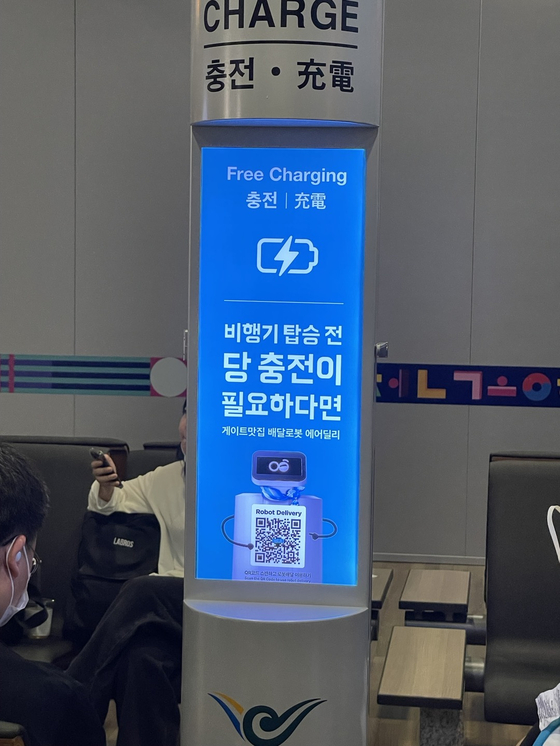 CHARGE
충전 • 充電
Free Charging
충전 | 充電
비행기 탑승 전
당 충전이
필요하다면
게이트맛집 배달로봇 에어딜리
Robot Delivery
LABROS